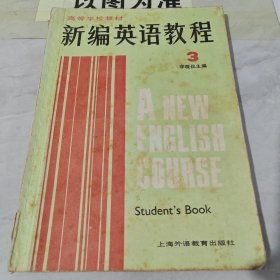 以图为准
高等学校教材
新编英语教程
3
李观仪主编
A NEW
ENGLISH
COURSE
Student's Book
上海外语教育出版社